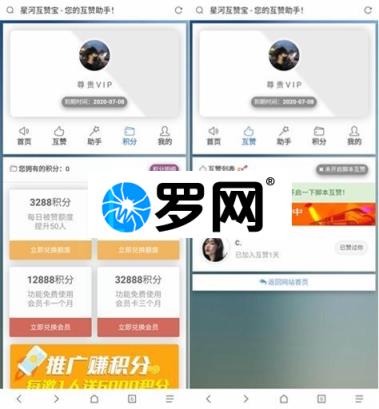 星河互赞宝 - 您的互赞助手!
尊贵VIP
到期时间:2020-07-08
首页
互赞
助手
积分
我的
您拥有的积分:0
3288积分
每日被赞额度
提升50人
立即兑换额度
立即兑换额度
12888积分
功能免费使用
会员卡一个月
立即兑换会员
32888积分
功能免费使用
会员卡三个月
立即兑换会员
推广赚积分
每邀1人送6000积分
罗网®
星河互赞宝 - 您的互赞助手!
尊贵VIP
到期时间:2020-07-08
首页
互赞
助手
积分
我的
互赞列表
未开启脚本互赞
开启一下脚本互赞!
中
C.
已加入互赞1天
已赞过你
返回网站首页